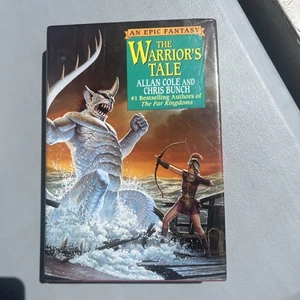 AN EPIC FANTASY
THE
WARRIOR'S
TALE
ALLAN COLE AND
CHRIS BUNCH
#1 Bestselling Authors of
The Far Kingdoms